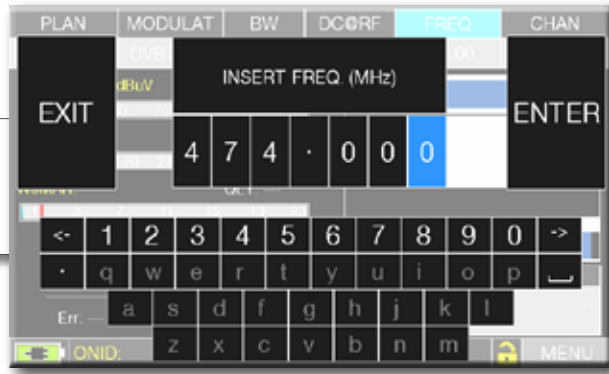 PLAN MODULAT BW DC@RF FREQ CHAN
DVB .00
EXIT dBuV INSERT FREQ. (MHz) ENTER
4 7 4 . 0 0 0
<- 1 2 3 4 5 6 7 8 9 0 ->
. q w e r t y u i o p
Err: --- a s d f g h j k l
ONID: z x c v b n m MENU